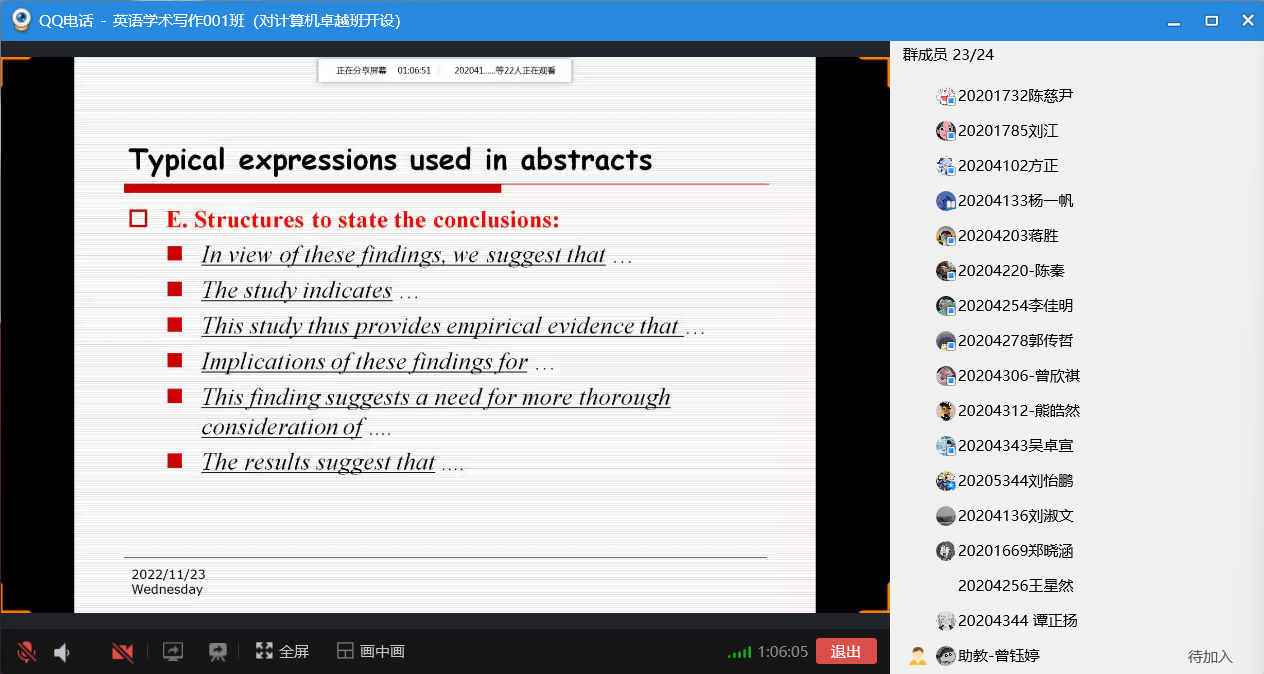 QQ电话 - 英语学术写作001班（对计算机卓越班开设）
正在分享屏幕 01:06:51 202041......等22人正在观看
Typical expressions used in abstracts
E. Structures to state the conclusions:
In view of these findings, we suggest that …
The study indicates …
This study thus provides empirical evidence that …
Implications of these findings for …
This finding suggests a need for more thorough
consideration of ….
The results suggest that ….
2022/11/23
Wednesday
全屏
画中画
1:06:05
退出
群成员 23/24
20201732陈慈尹
20201785刘江
20204102方正
20204133杨一帆
20204203蒋胜
20204220-陈秦
20204254李佳明
20204278郭传哲
20204306-曾欣祺
20204312-熊皓然
20204343吴卓宣
20205344刘怡鹏
20204136刘淑文
20201669郑晓涵
20204256王星然
20204344 谭正扬
助教-曾钰婷
待加入